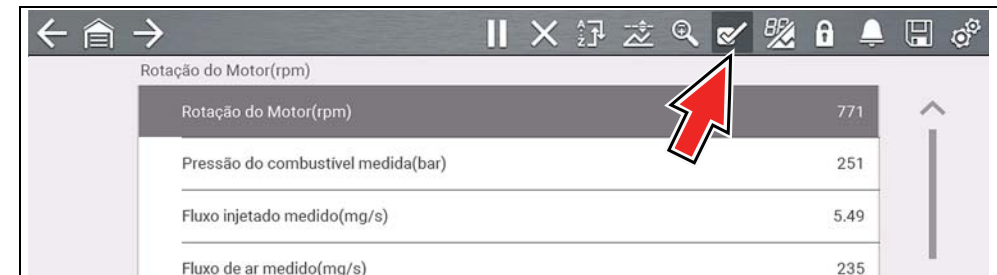 Rotação do Motor(rpm)
Rotação do Motor(rpm) 771
Pressão do combustível medida(bar) 251
Fluxo injetado medido(mg/s) 5.49
Fluxo de ar medido(mg/s) 235